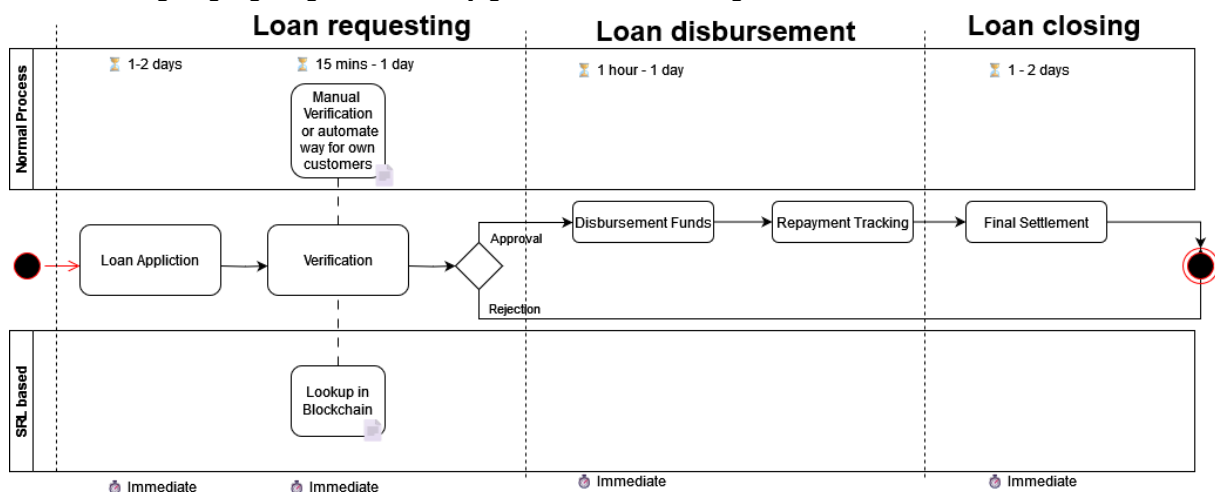 Loan requesting
Loan disbursement
Loan closing
Normal Process
1-2 days
15 mins - 1 day
1 hour - 1 day
1 - 2 days
Manual
Verification
or automate
way for own
customers
Loan Appliction
Verification
Approval
Rejection
Disbursement Funds
Repayment Tracking
Final Settlement
SRL based
Lookup in
Blockchain
Immediate
Immediate
Immediate
Immediate